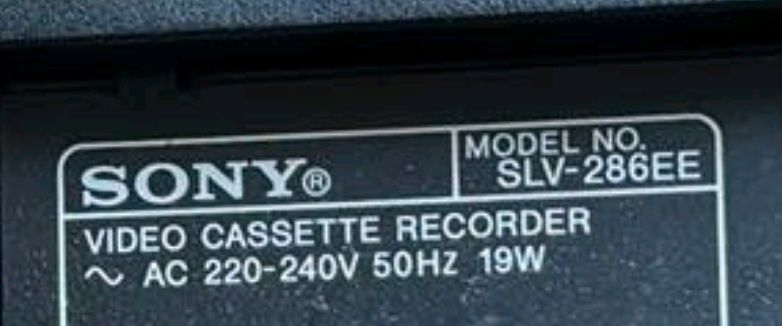 SONY®
MODEL NO.
SLV-286EE
VIDEO CASSETTE RECORDER
~ AC 220-240V 50Hz 19W